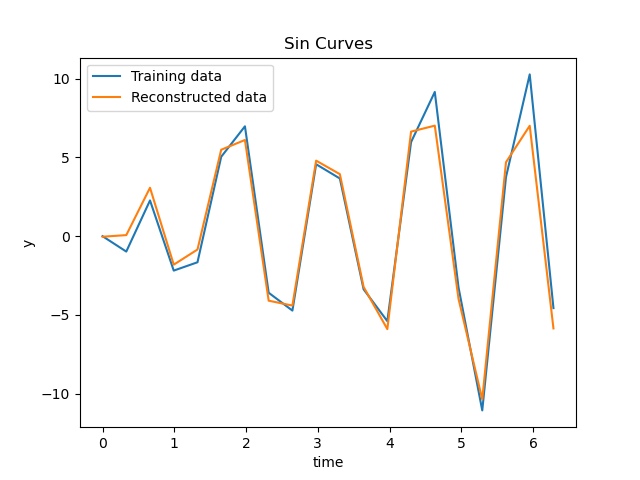 Sin Curves
Training data
Reconstructed data
10
5
0
−5
−10
y
0 1 2 3 4 5 6
time